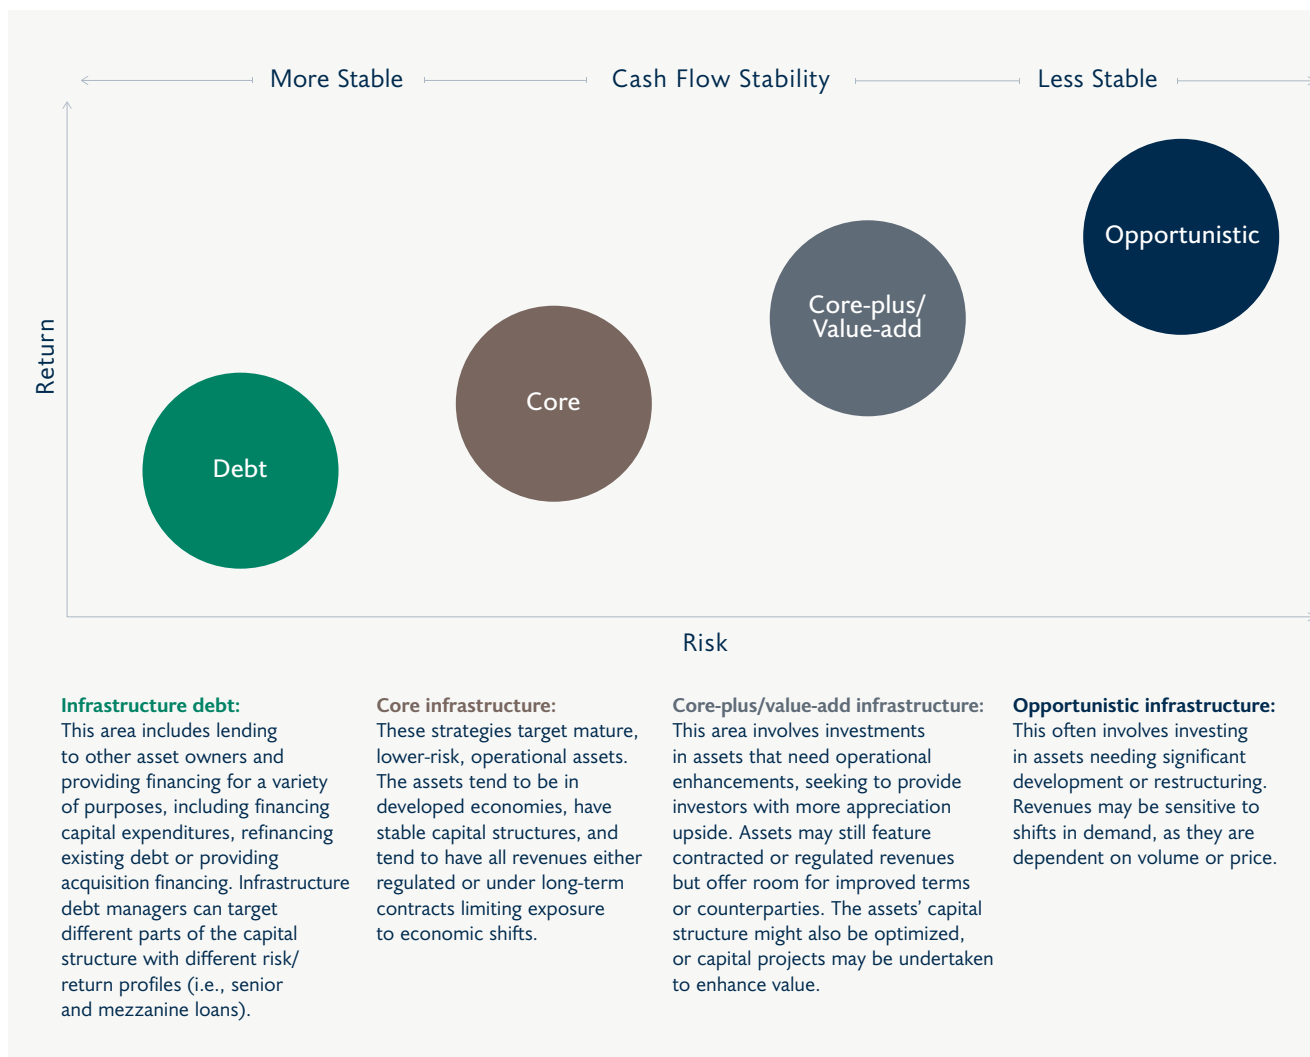 More Stable
Cash Flow Stability
Less Stable
Opportunistic
Core-plus/
Value-add
Core
Debt
Return
Risk
Infrastructure debt:
This area includes lending
to other asset owners and
providing financing for a variety
of purposes, including financing
capital expenditures, refinancing
existing debt or providing
acquisition financing. Infrastructure
debt managers can target
different parts of the capital
structure with different risk/
return profiles (i.e., senior
and mezzanine loans).
Core infrastructure:
These strategies target mature,
lower-risk, operational assets.
The assets tend to be in
developed economies, have
stable capital structures, and
tend to have all revenues either
regulated or under long-term
contracts limiting exposure
to economic shifts.
Core-plus/value-add infrastructure:
This area involves investments
in assets that need operational
enhancements, seeking to provide
investors with more appreciation
upside. Assets may still feature
contracted or regulated revenues
but offer room for improved terms
or counterparties. The assets’ capital
structure might also be optimized,
or capital projects may be undertaken
to enhance value.
Opportunistic infrastructure:
This often involves investing
in assets needing significant
development or restructuring.
Revenues may be sensitive to
shifts in demand, as they are
dependent on volume or price.